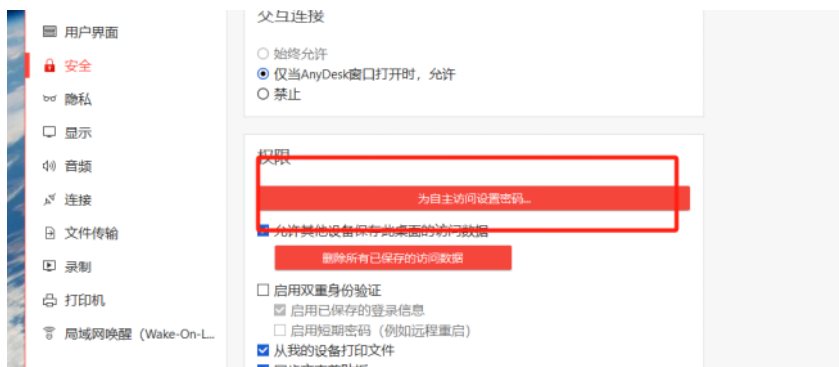 用户界面
安全
隐私
显示
音频
连接
文件传输
录制
打印机
局域网唤醒（Wake-On-L...
交互连接
始终允许
仅当AnyDesk窗口打开时，允许
禁止
权限
为自主访问设置密码...
允许其他设备保存此桌面的访问数据
删除所有已保存的访问数据
启用双重身份验证
启用已保存的登录信息
启用短期密码（例如远程重启）
从我的设备打印文件